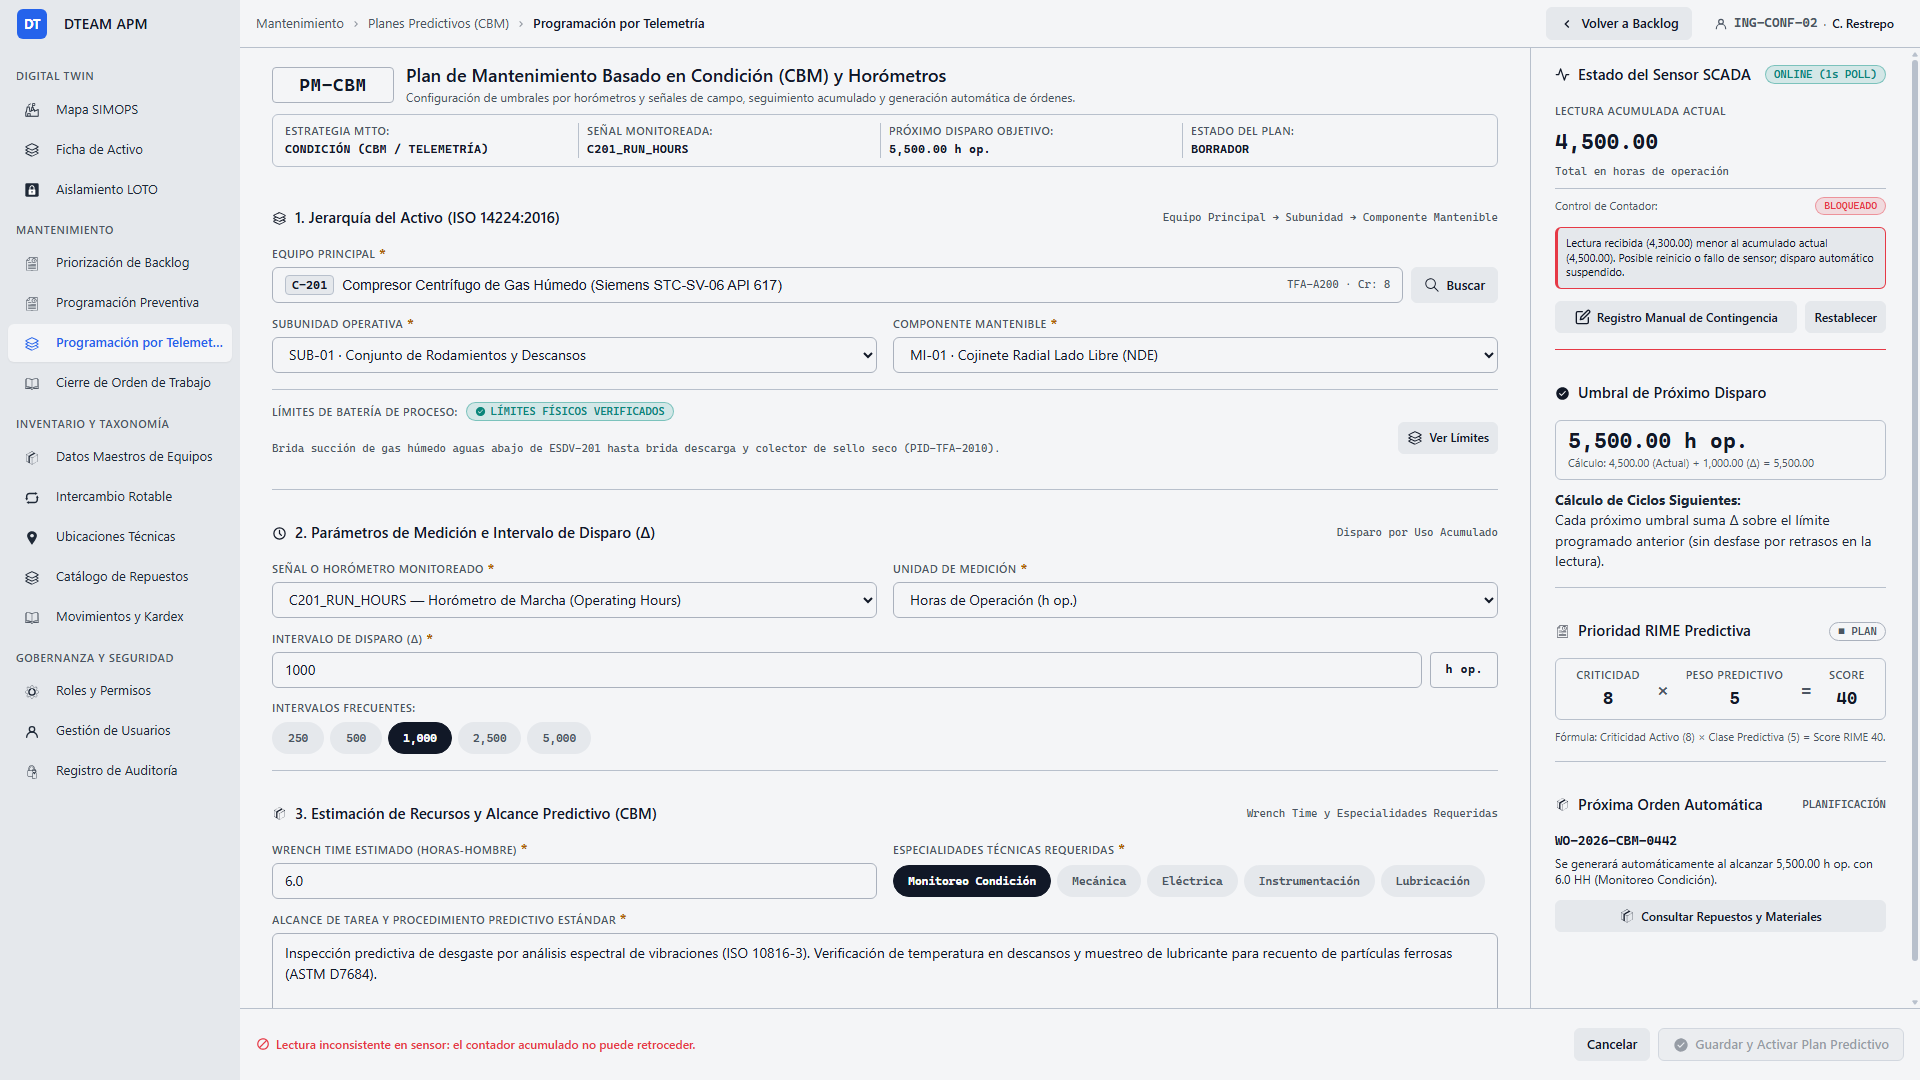 DT
DTEAM APM
DIGITAL TWIN
Mapa SIMOPS
Ficha de Activo
Aislamiento LOTO
MANTENIMIENTO
Priorización de Backlog
Programación Preventiva
Programación por Telemet...
Cierre de Orden de Trabajo
INVENTARIO Y TAXONOMÍA
Datos Maestros de Equipos
Intercambio Rotable
Ubicaciones Técnicas
Catálogo de Repuestos
Movimientos y Kardex
GOBERNANZA Y SEGURIDAD
Roles y Permisos
Gestión de Usuarios
Registro de Auditoría
Mantenimiento › Planes Predictivos (CBM) › Programación por Telemetría
‹ Volver a Backlog
ING-CONF-02 · C. Restrepo
PM-CBM
Plan de Mantenimiento Basado en Condición (CBM) y Horómetros
Configuración de umbrales por horómetros y señales de campo, seguimiento acumulado y generación automática de órdenes.
ESTRATEGIA MTTO:
CONDICIÓN (CBM / TELEMETRÍA)
SEÑAL MONITOREADA:
C201_RUN_HOURS
PRÓXIMO DISPARO OBJETIVO:
5,500.00 h op.
ESTADO DEL PLAN:
BORRADOR
1. Jerarquía del Activo (ISO 14224:2016)
Equipo Principal → Subunidad → Componente Mantenible
EQUIPO PRINCIPAL *
C-201 Compresor Centrífugo de Gas Húmedo (Siemens STC-SV-06 API 617)
TFA-A200 · Cr: 8
Buscar
SUBUNIDAD OPERATIVA *
SUB-01 · Conjunto de Rodamientos y Descansos
COMPONENTE MANTENIBLE *
MI-01 · Cojinete Radial Lado Libre (NDE)
LÍMITES DE BATERÍA DE PROCESO:
LÍMITES FÍSICOS VERIFICADOS
Brida succión de gas húmedo aguas abajo de ESDV-201 hasta brida descarga y colector de sello seco (PID-TFA-2010).
Ver Límites
2. Parámetros de Medición e Intervalo de Disparo (Δ)
Disparo por Uso Acumulado
SEÑAL O HORÓMETRO MONITOREADO *
C201_RUN_HOURS — Horómetro de Marcha (Operating Hours)
UNIDAD DE MEDICIÓN *
Horas de Operación (h op.)
INTERVALO DE DISPARO (Δ) *
1000
h op.
INTERVALOS FRECUENTES:
250
500
1,000
2,500
5,000
3. Estimación de Recursos y Alcance Predictivo (CBM)
Wrench Time y Especialidades Requeridas
WRENCH TIME ESTIMADO (HORAS-HOMBRE) *
6.0
ESPECIALIDADES TÉCNICAS REQUERIDAS *
Monitoreo Condición
Mecánica
Eléctrica
Instrumentación
Lubricación
ALCANCE DE TAREA Y PROCEDIMIENTO PREDICTIVO ESTÁNDAR *
Inspección predictiva de desgaste por análisis espectral de vibraciones (ISO 10816-3). Verificación de temperatura en descansos y muestreo de lubricante para recuento de partículas ferrosas
(ASTM D7684).
Estado del Sensor SCADA
ONLINE (1s POLL)
LECTURA ACUMULADA ACTUAL
4,500.00
Total en horas de operación
Control de Contador:
BLOQUEADO
Lectura recibida (4,300.00) menor al acumulado actual
(4,500.00). Posible reinicio o fallo de sensor; disparo automático
suspendido.
Registro Manual de Contingencia
Restablecer
Umbral de Próximo Disparo
5,500.00 h op.
Cálculo: 4,500.00 (Actual) + 1,000.00 (Δ) = 5,500.00
Cálculo de Ciclos Siguientes:
Cada próximo umbral suma Δ sobre el límite
programado anterior (sin desfase por retrasos en la
lectura).
Prioridad RIME Predictiva
PLAN
CRITICIDAD
8
×
PESO PREDICTIVO
5
=
SCORE
40
Fórmula: Criticidad Activo (8) × Clase Predictiva (5) = Score RIME 40.
Próxima Orden Automática
PLANIFICACIÓN
WO-2026-CBM-0442
Se generará automáticamente al alcanzar 5,500.00 h op. con
6.0 HH (Monitoreo Condición).
Consultar Repuestos y Materiales
Lectura inconsistente en sensor: el contador acumulado no puede retroceder.
Cancelar
Guardar y Activar Plan Predictivo